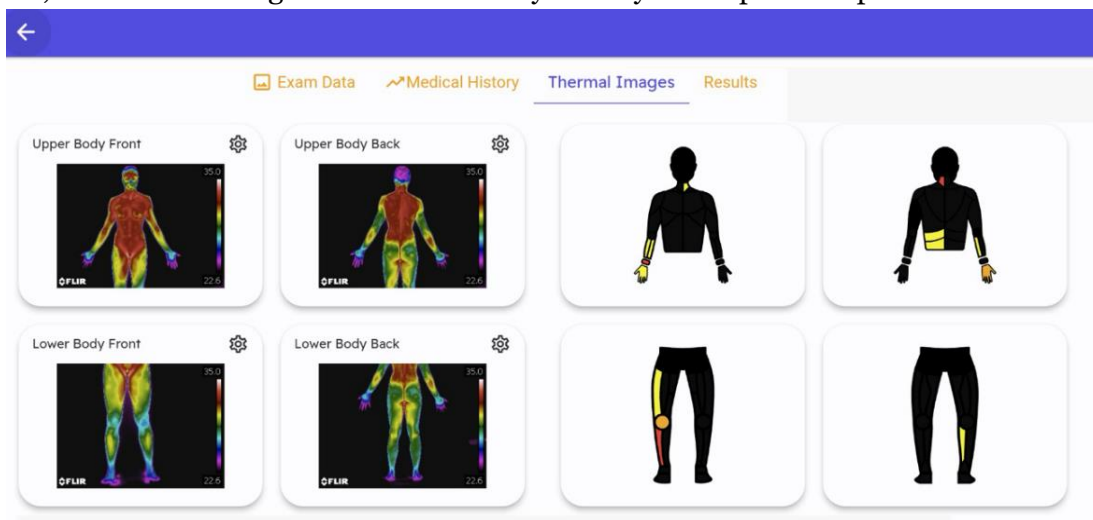 Exam Data Medical History Thermal Images Results
Upper Body Front Upper Body Back
35.0 35.0
FLIR 22.6 FLIR 22.6
Lower Body Front Lower Body Back
35.0 35.0
FLIR 22.6 FLIR 22.6